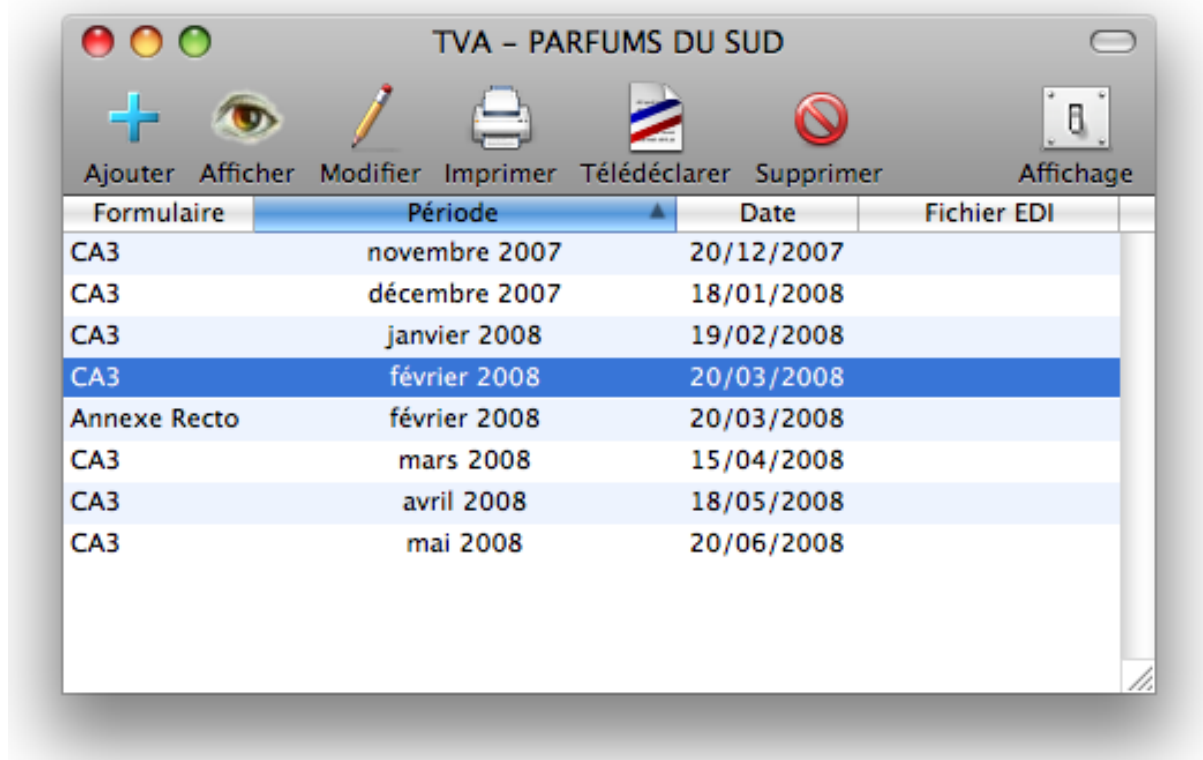 TVA – PARFUMS DU SUD
Ajouter Afficher Modifier Imprimer Télédéclarer Supprimer Affichage
Formulaire Période Date Fichier EDI
CA3 novembre 2007 20/12/2007
CA3 décembre 2007 18/01/2008
CA3 janvier 2008 19/02/2008
CA3 février 2008 20/03/2008
Annexe Recto février 2008 20/03/2008
CA3 mars 2008 15/04/2008
CA3 avril 2008 18/05/2008
CA3 mai 2008 20/06/2008